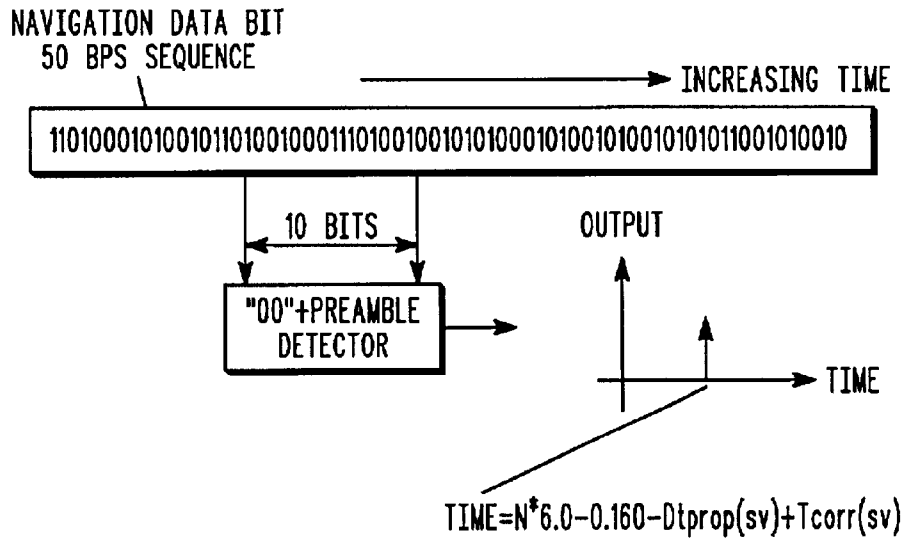 NAVIGATION DATA BIT
50 BPS SEQUENCE
INCREASING TIME
110100010100101101001000111010010010101000101001010010101011001010010
10 BITS
OUTPUT
"00"+PREAMBLE
DETECTOR
TIME
TIME=N*6.0-0.160-Dtprop(sv)+Tcorr(sv)